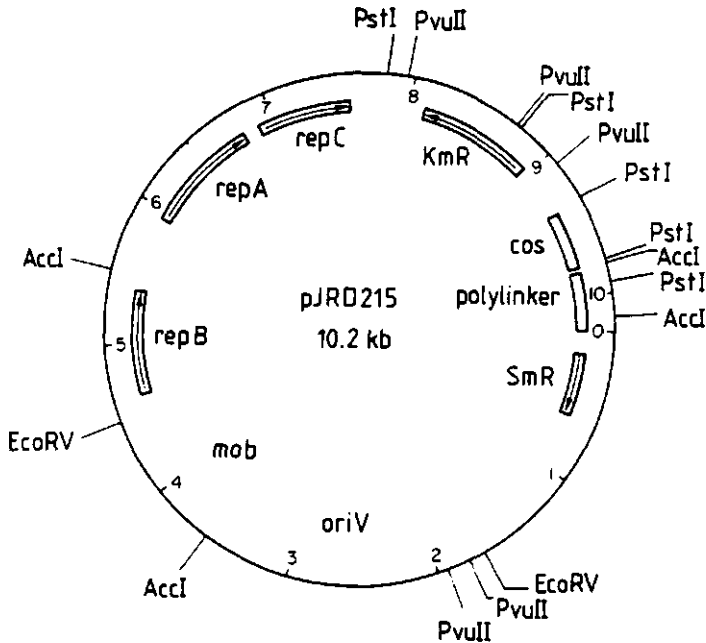 PstI
PvuII
8
PvuII
PstI
9
PvuII
PstI
PstI
AccI
PstI
10
AccI
0
7
repC
KmR
repA
6
cos
AccI
polylinker
pJRD215
10.2 kb
5
repB
SmR
EcoRV
mob
4
1
oriV
AccI
3
2
EcoRV
PvuII
PvuII